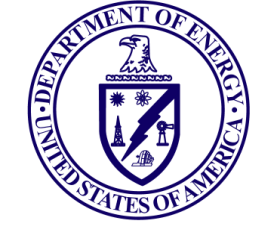 DEPARTMENT OF ENERGY
UNITED STATES OF AMERICA